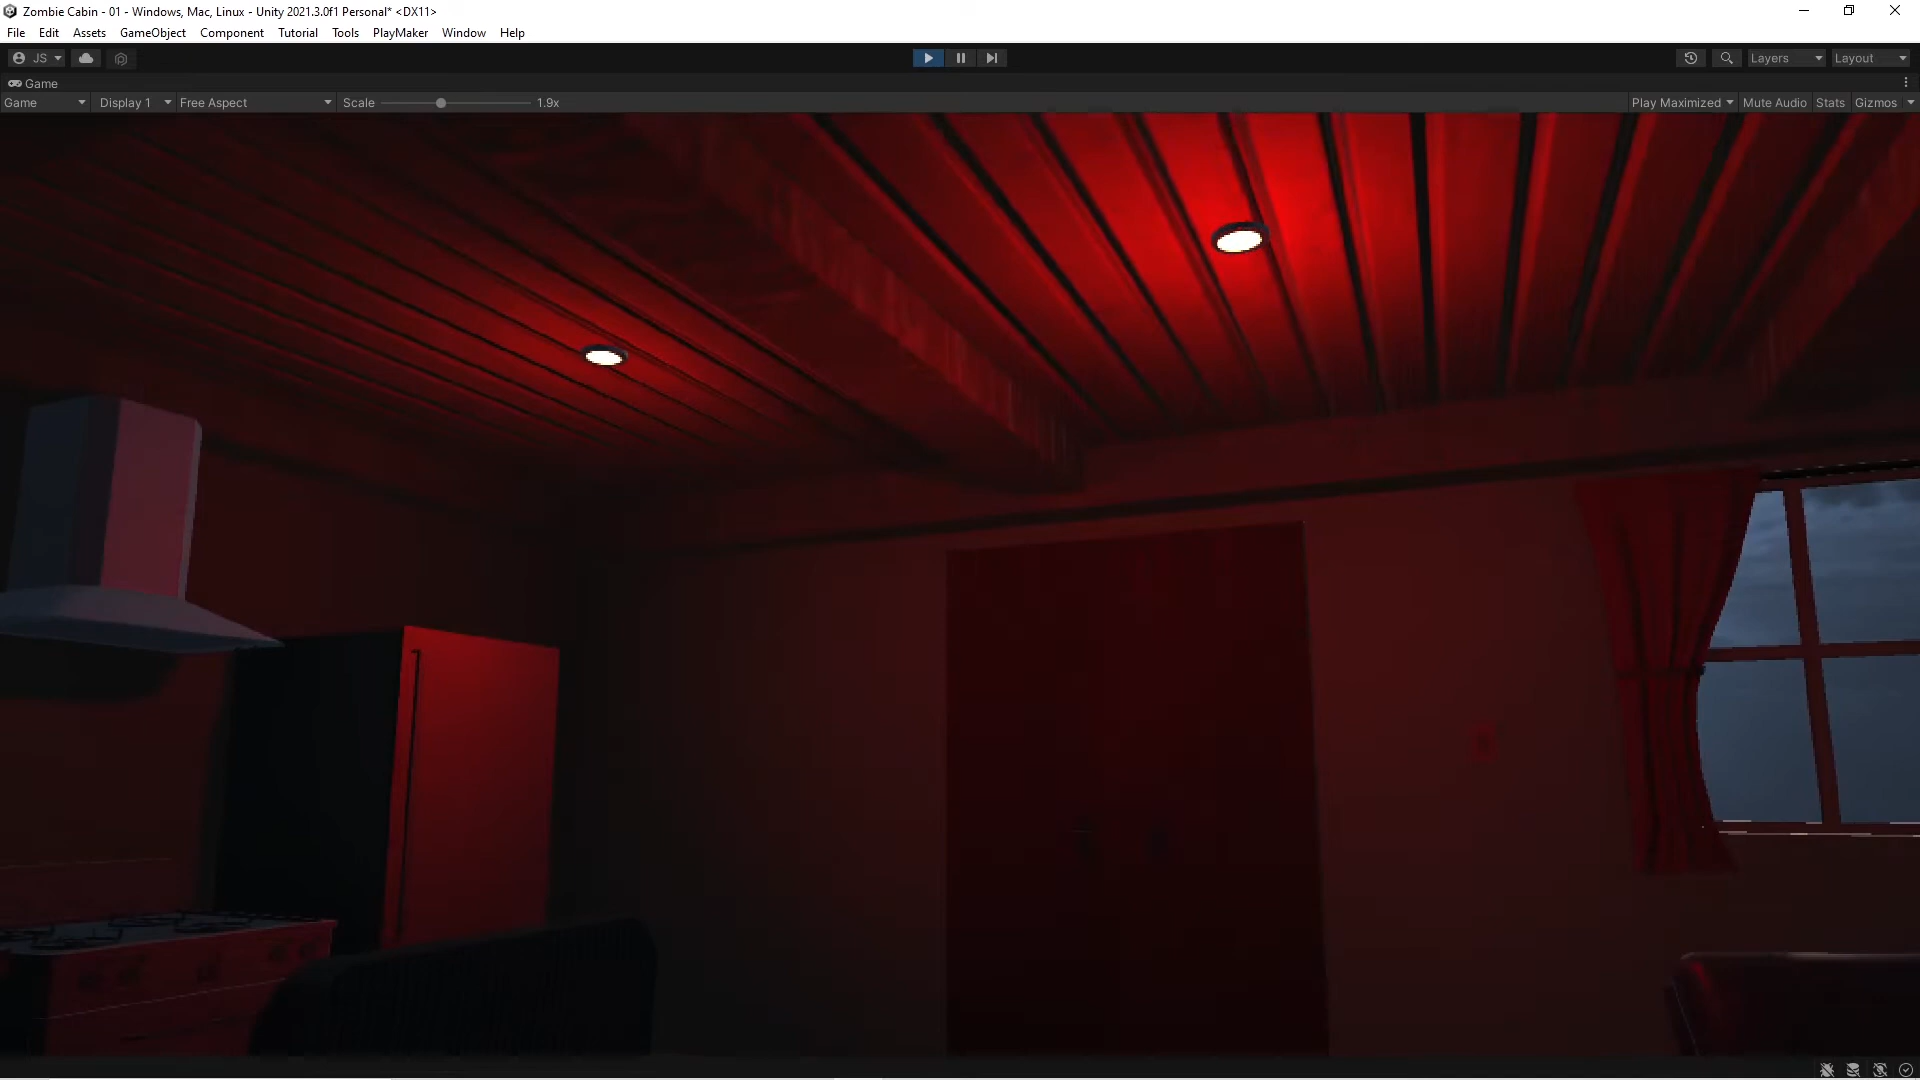 Zombie Cabin - 01 - Windows, Mac, Linux - Unity 2021.3.0f1 Personal* <DX11>
File Edit Assets GameObject Component Tutorial Tools PlayMaker Window Help
JS Layers Layout
Game
Game Display 1 Free Aspect Scale 1.9x Play Maximized Mute Audio Stats Gizmos